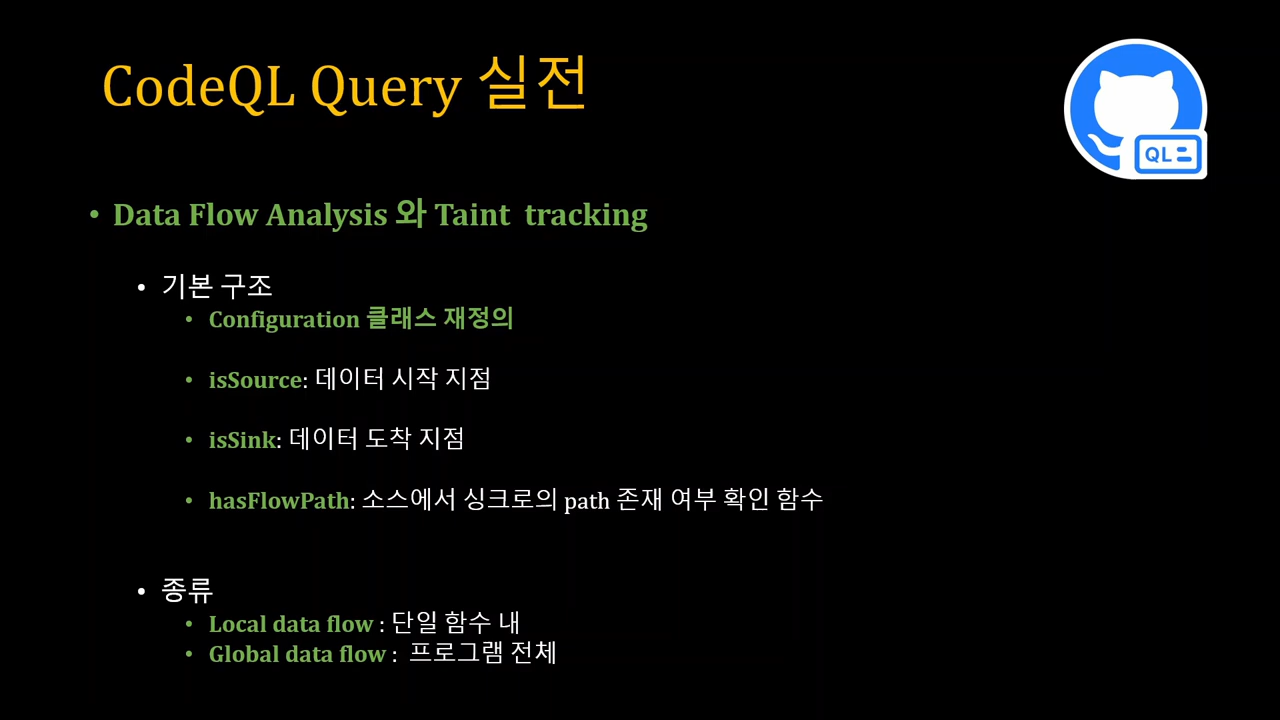 CodeQL Query 실전
QL
• Data Flow Analysis 와 Taint tracking
• 기본 구조
• Configuration 클래스 재정의
• isSource: 데이터 시작 지점
• isSink: 데이터 도착 지점
• hasFlowPath: 소스에서 싱크로의 path 존재 여부 확인 함수
• 종류
• Local data flow : 단일 함수 내
• Global data flow : 프로그램 전체